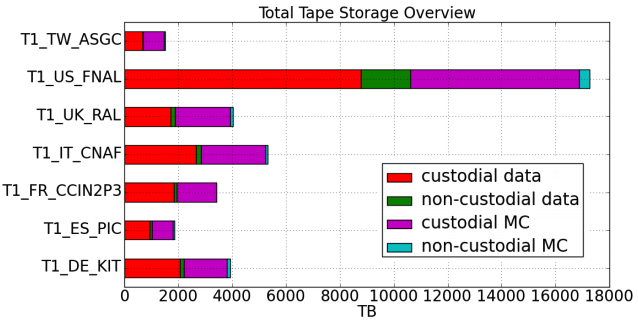 Total Tape Storage Overview
T1_TW_ASGC
T1_US_FNAL
T1_UK_RAL
T1_IT_CNAF
T1_FR_CCIN2P3
T1_ES_PIC
T1_DE_KIT
custodial data
non-custodial data
custodial MC
non-custodial MC
0 2000 4000 6000 8000 10000 12000 14000 16000 18000
TB